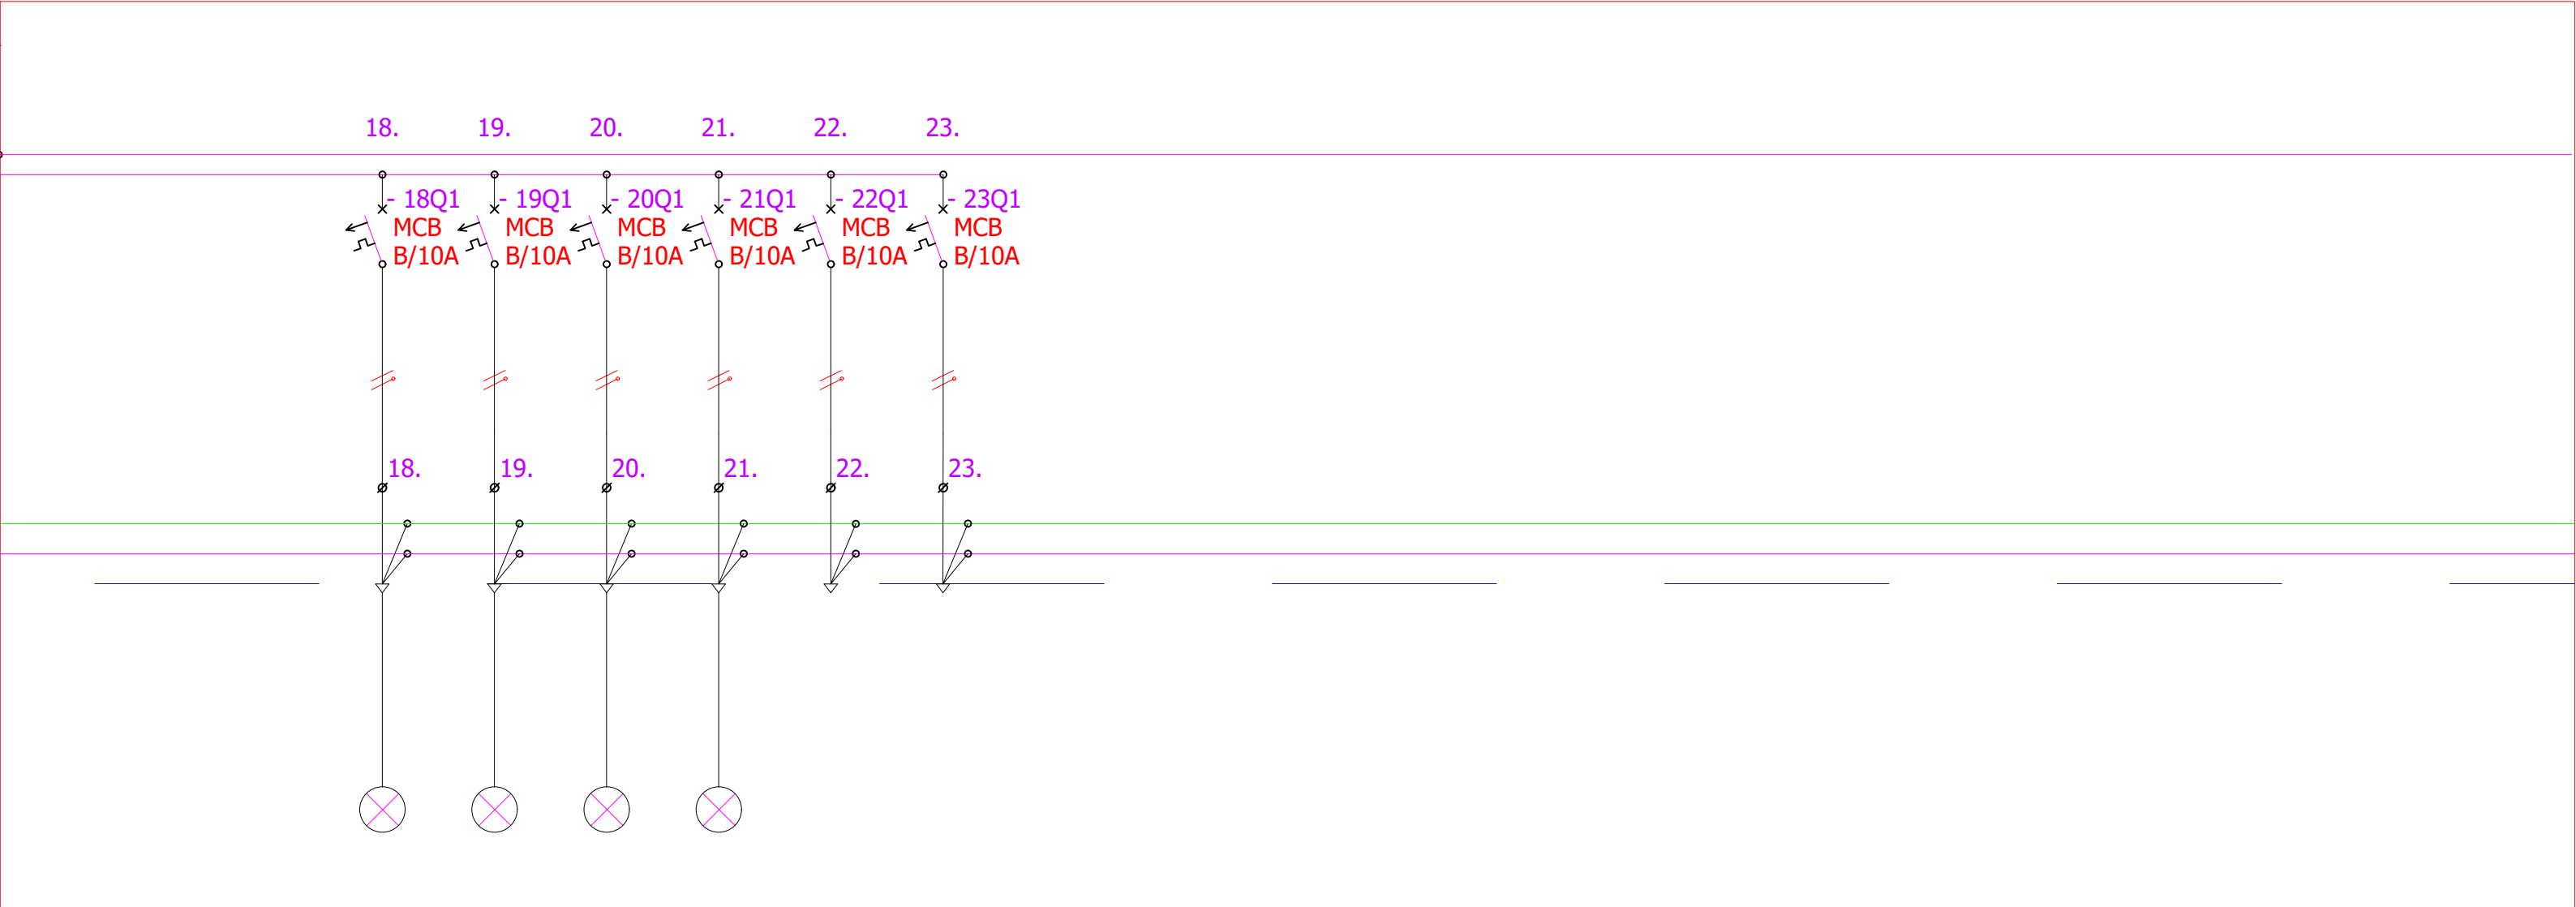 18. 19. 20. 21. 22. 23.
- 18Q1 - 19Q1 - 20Q1 - 21Q1 - 22Q1 - 23Q1
MCB MCB MCB MCB MCB MCB
B/10A B/10A B/10A B/10A B/10A B/10A
18. 19. 20. 21. 22. 23.